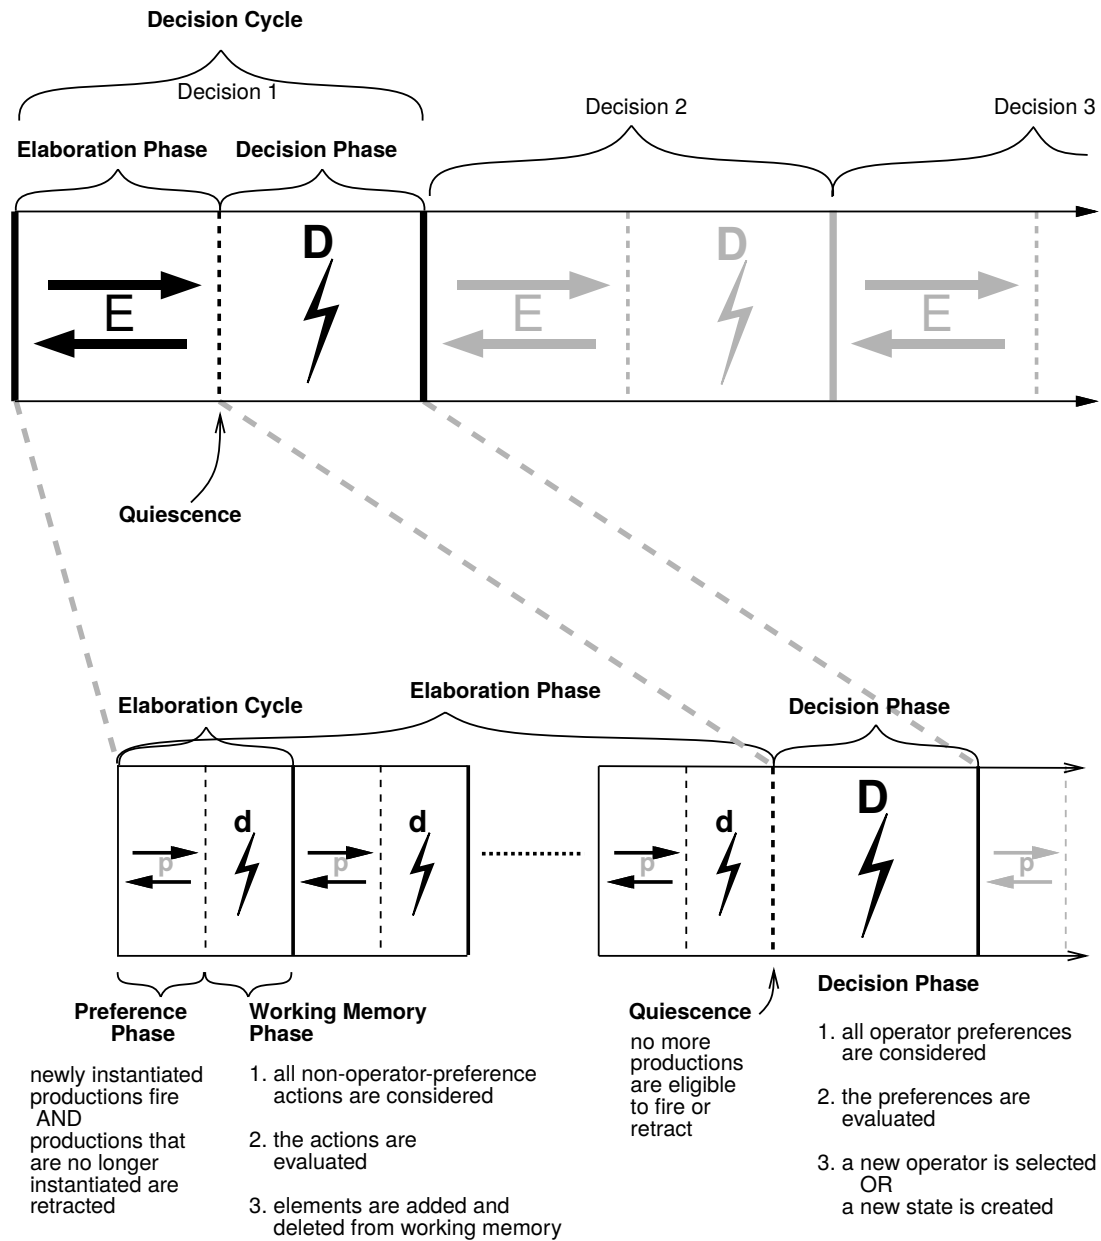 Decision Cycle
Decision 1
Decision 2
Decision 3
Elaboration Phase
Decision Phase
D
E
D
E
E
Quiescence
Elaboration Phase
Elaboration Cycle
Decision Phase
D
d
d
d
p
p
p
p
Preference
Phase
newly instantiated
productions fire
AND
productions that
are no longer
instantiated are
retracted
Working Memory
Phase
1. all non-operator-preference
actions are considered
2. the actions are
evaluated
3. elements are added and
deleted from working memory
Quiescence
no more
productions
are eligible
to fire or
retract
Decision Phase
1. all operator preferences
are considered
2. the preferences are
evaluated
3. a new operator is selected
OR
a new state is created